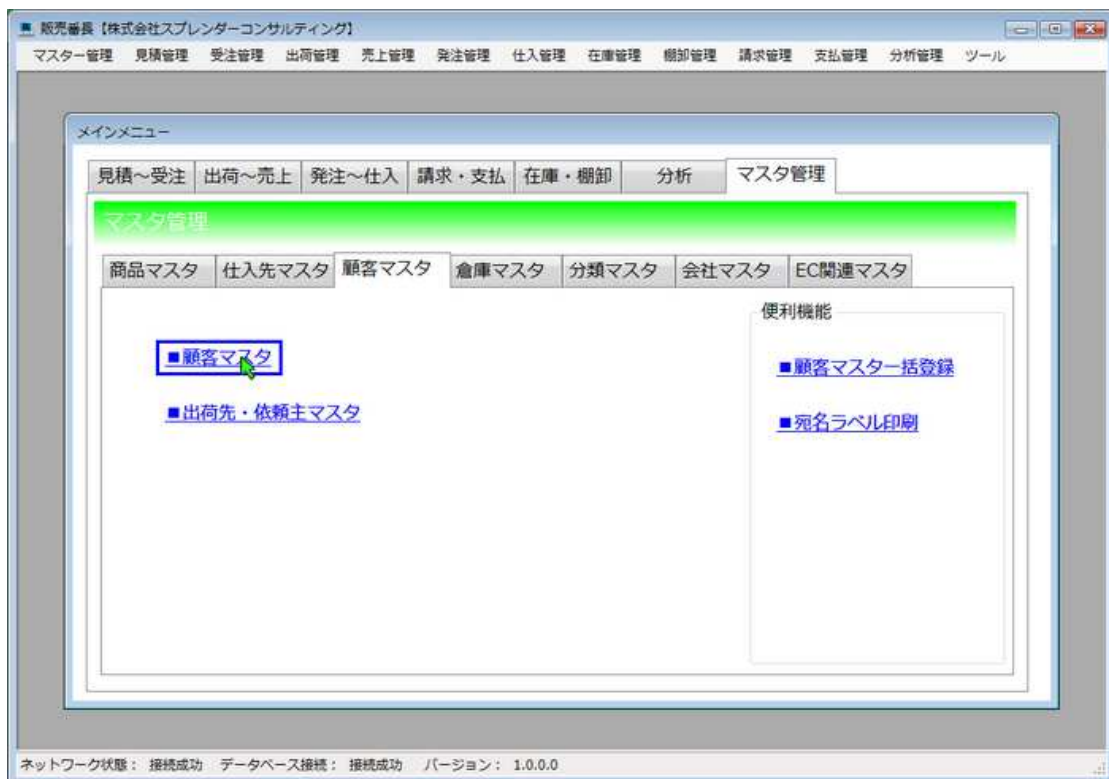 販売番長【株式会社スプレンダーコンサルティング】
マスター管理 見積管理 受注管理 出荷管理 売上管理 発注管理 仕入管理 在庫管理 棚卸管理 請求管理 支払管理 分析管理 ツール
メインメニュー
見積～受注 出荷～売上 発注～仕入 請求・支払 在庫・棚卸 分析 マスタ管理
マスタ管理
商品マスタ 仕入先マスタ 顧客マスタ 倉庫マスタ 分類マスタ 会社マスタ EC関連マスタ
便利機能
■顧客マスタ
■顧客マスタ一括登録
■出荷先・依頼主マスタ
■宛名ラベル印刷
ネットワーク状態： 接続成功 データベース接続： 接続成功 バージョン： 1.0.0.0